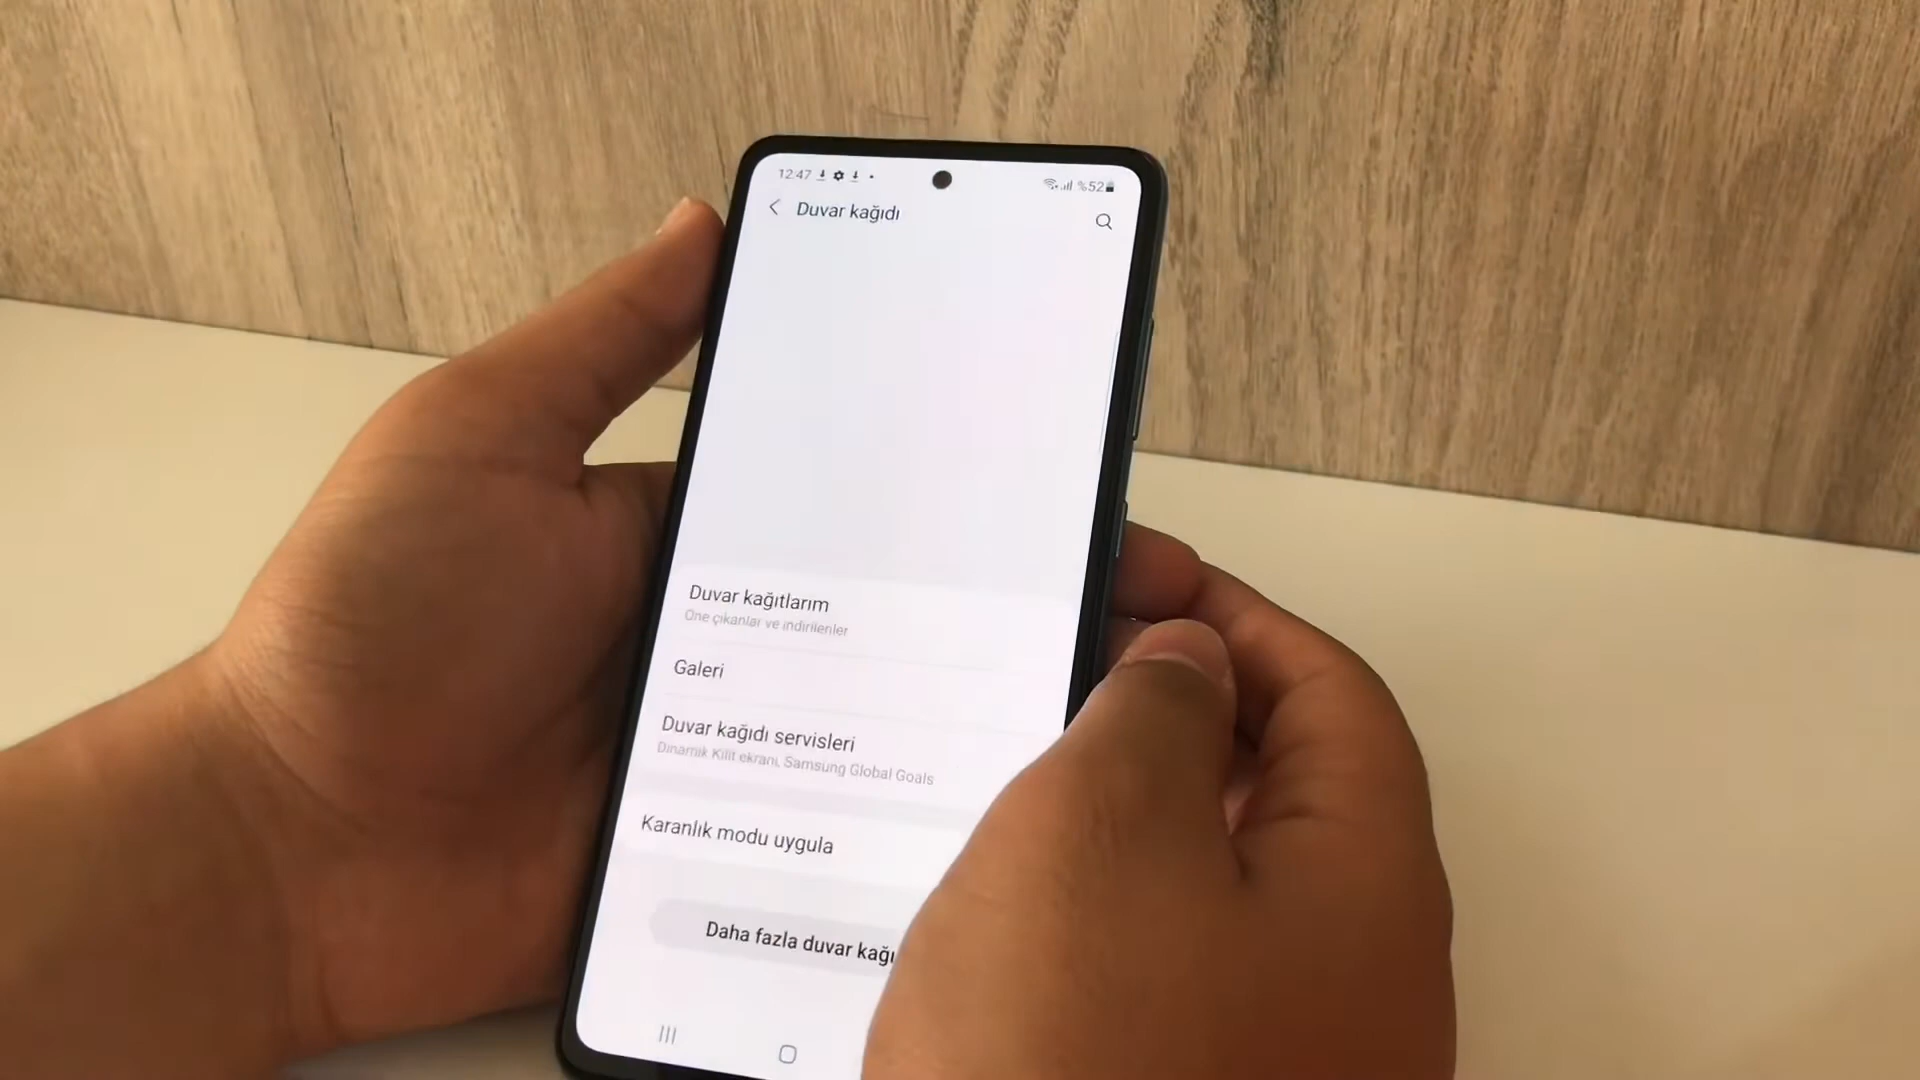 12:47 %52
Duvar kağıdı
Duvar kağıtlarım
Öne çıkanlar ve indirilenler
Galeri
Duvar kağıdı servisleri
Dinamik Kilit ekranı, Samsung Global Goals
Karanlık modu uygula
Daha fazla duvar kağı